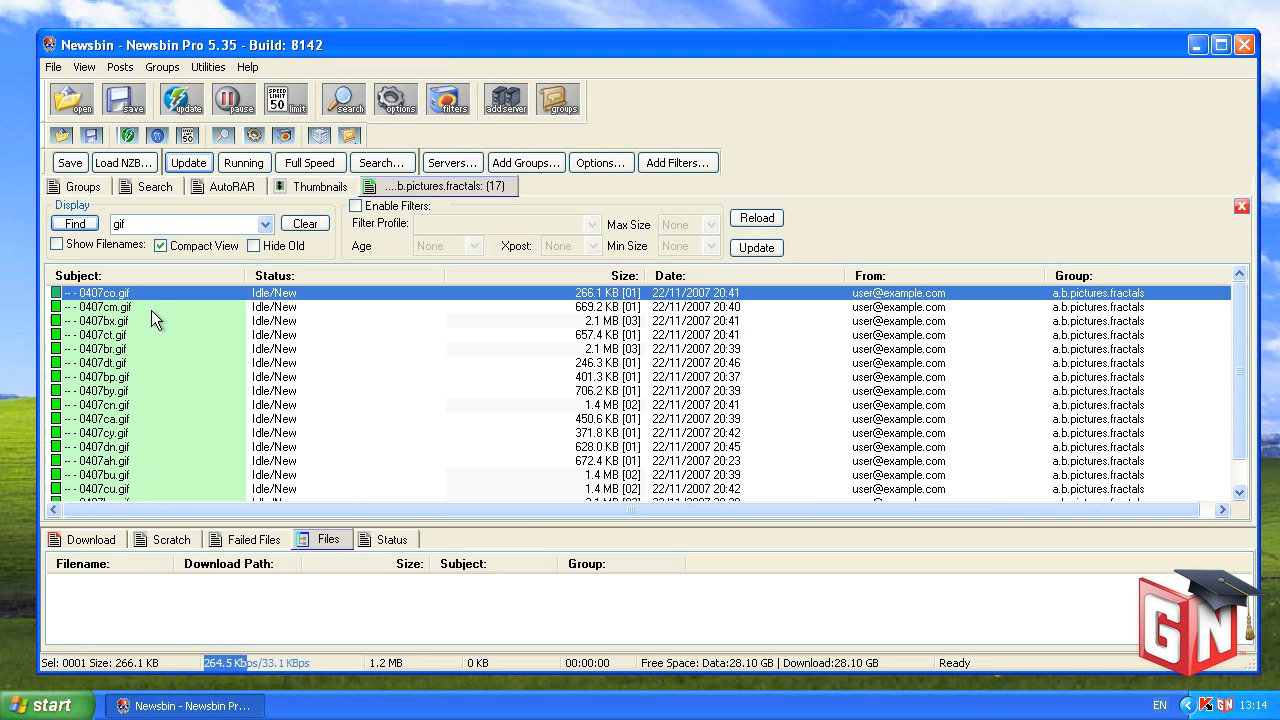 Newsbin - Newsbin Pro 5.35 - Build: 8142
File View Posts Groups Utilities Help
open save update pause SPEED LIMIT 50 limit search options filters addserver groups
50
Save Load NZB... Update Running Full Speed Search... Servers... Add Groups... Options... Add Filters...
Groups Search AutoRAR Thumbnails ....b.pictures.fractals: (17)
Display Enable Filters:
Find gif Clear Filter Profile: Max Size None Reload
Show Filenames: Compact View Hide Old Age None Xpost: None Min Size None Update
Subject: Status: Size: Date: From: Group:
-- - 0407co.gif Idle/New 266.1 KB [01] 22/11/2007 20:41 user@example.com a.b.pictures.fractals
-- - 0407cm.gif Idle/New 669.2 KB [01] 22/11/2007 20:40 user@example.com a.b.pictures.fractals
-- - 0407bx.gif Idle/New 2.1 MB [03] 22/11/2007 20:41 user@example.com a.b.pictures.fractals
-- - 0407ct.gif Idle/New 657.4 KB [01] 22/11/2007 20:41 user@example.com a.b.pictures.fractals
-- - 0407br.gif Idle/New 2.1 MB [03] 22/11/2007 20:39 user@example.com a.b.pictures.fractals
-- - 0407dt.gif Idle/New 246.3 KB [01] 22/11/2007 20:46 user@example.com a.b.pictures.fractals
-- - 0407bp.gif Idle/New 401.3 KB [01] 22/11/2007 20:37 user@example.com a.b.pictures.fractals
-- - 0407by.gif Idle/New 706.2 KB [01] 22/11/2007 20:39 user@example.com a.b.pictures.fractals
-- - 0407cn.gif Idle/New 1.4 MB [02] 22/11/2007 20:41 user@example.com a.b.pictures.fractals
-- - 0407ca.gif Idle/New 450.6 KB [01] 22/11/2007 20:39 user@example.com a.b.pictures.fractals
-- - 0407cy.gif Idle/New 371.8 KB [01] 22/11/2007 20:42 user@example.com a.b.pictures.fractals
-- - 0407dn.gif Idle/New 628.0 KB [01] 22/11/2007 20:45 user@example.com a.b.pictures.fractals
-- - 0407ah.gif Idle/New 672.4 KB [01] 22/11/2007 20:23 user@example.com a.b.pictures.fractals
-- - 0407bu.gif Idle/New 1.4 MB [02] 22/11/2007 20:38 user@example.com a.b.pictures.fractals
-- - 0407cu.gif Idle/New 1.4 MB [02] 22/11/2007 20:42 user@example.com a.b.pictures.fractals
Download Scratch Failed Files Files Status
Filename: Download Path: Size: Subject: Group:
GN
Sel: 0001 Size: 266.1 KB 264.5 Kbps/33.1 KBps 1.2 MB 0 KB 00:00:00 Free Space: Data:28.10 GB | Download:28.10 GB Ready
start Newsbin - Newsbin Pr... EN GN 13:14